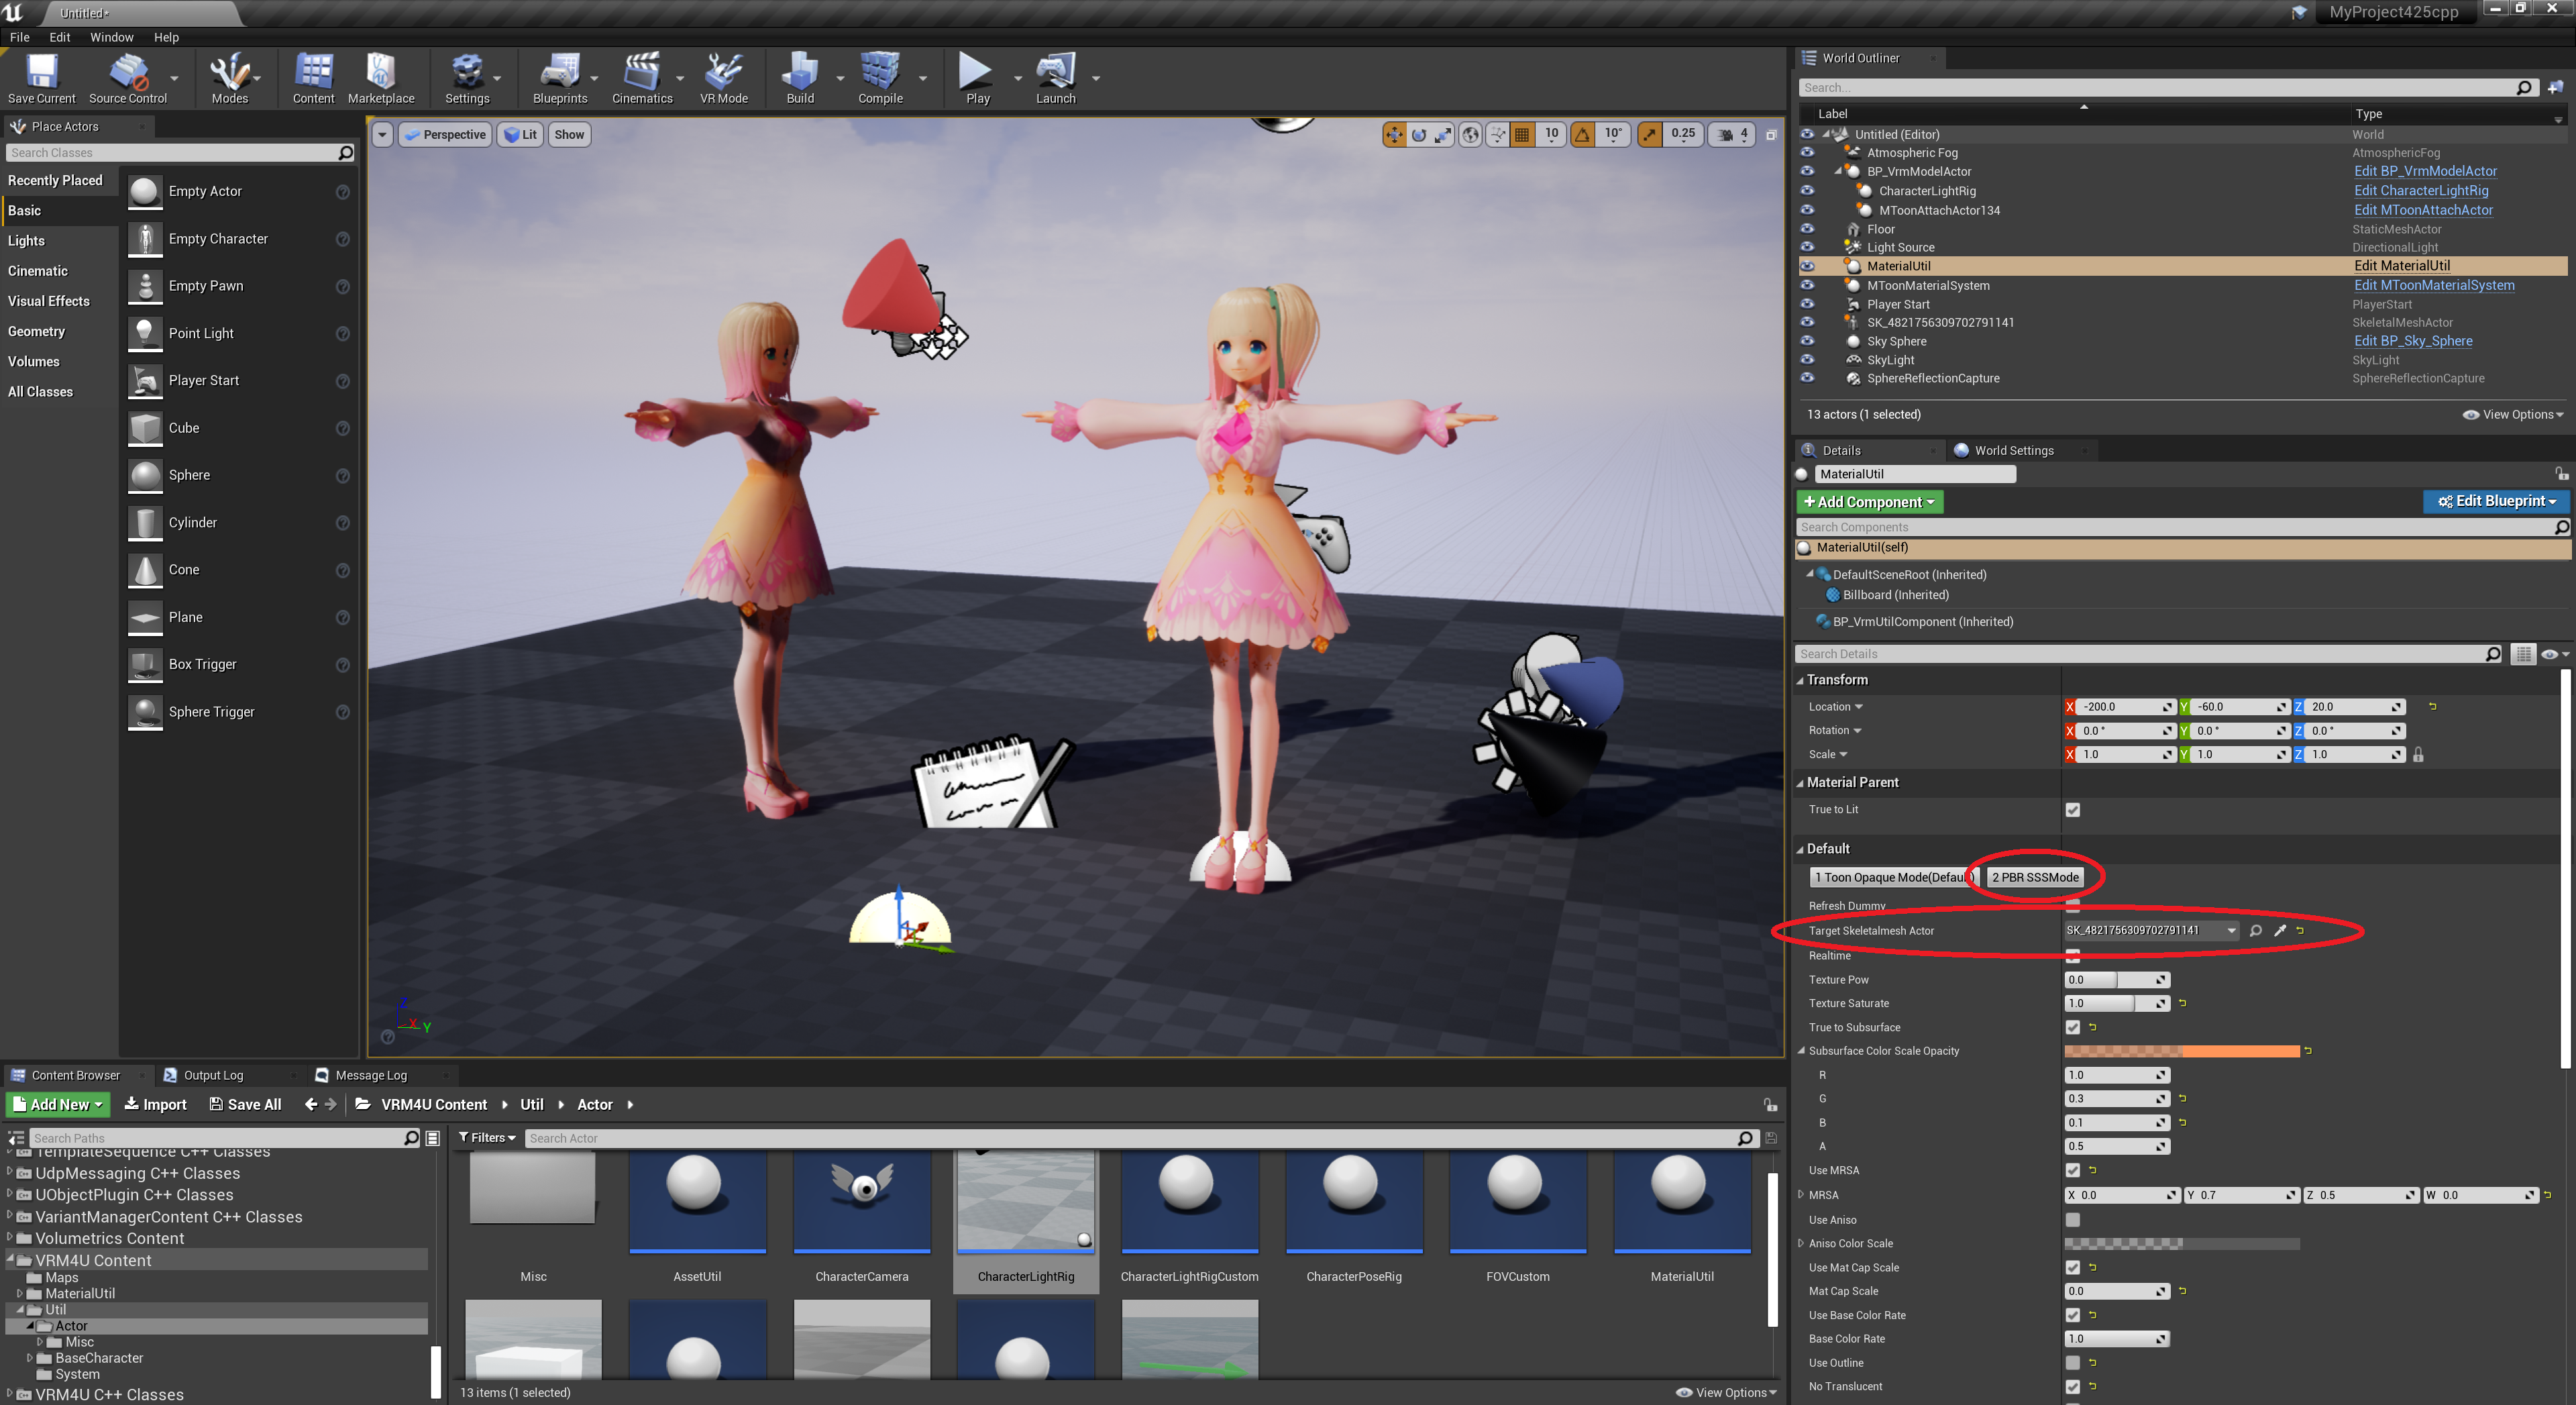 Untitled•
MyProject425cpp
File Edit Window Help
Save Current
Source Control
Modes
Content
Marketplace
Settings
Blueprints
Cinematics
VR Mode
Build
Compile
Play
Launch
Place Actors
Search Classes
Recently Placed
Basic
Lights
Cinematic
Visual Effects
Geometry
Volumes
All Classes
Empty Actor
Empty Character
Empty Pawn
Point Light
Player Start
Cube
Sphere
Cylinder
Cone
Plane
Box Trigger
Sphere Trigger
Perspective
Lit
Show
10
10°
0.25
4
Z
X
Y
World Outliner
Search...
Label Type
Untitled (Editor) World
Atmospheric Fog AtmosphericFog
BP_VrmModelActor Edit BP_VrmModelActor
CharacterLightRig Edit CharacterLightRig
MToonAttachActor134 Edit MToonAttachActor
Floor StaticMeshActor
Light Source DirectionalLight
MaterialUtil Edit MaterialUtil
MToonMaterialSystem Edit MToonMaterialSystem
Player Start PlayerStart
SK_4821756309702791141 SkeletalMeshActor
Sky Sphere Edit BP_Sky_Sphere
SkyLight SkyLight
SphereReflectionCapture SphereReflectionCapture
13 actors (1 selected)
View Options
Details
World Settings
MaterialUtil
+Add Component
Edit Blueprint
Search Components
MaterialUtil(self)
DefaultSceneRoot (Inherited)
Billboard (Inherited)
BP_VrmUtilComponent (Inherited)
Search Details
Transform
Location X -200.0 Y -60.0 Z 20.0
Rotation X 0.0 ° Y 0.0 ° Z 0.0 °
Scale X 1.0 Y 1.0 Z 1.0
Material Parent
True to Lit
Default
1 Toon Opaque Mode(Default)
2 PBR SSSMode
Refresh Dummy
Target Skeletalmesh Actor SK_4821756309702791141
Realtime
Texture Pow 0.0
Texture Saturate 1.0
True to Subsurface
Subsurface Color Scale Opacity
R 1.0
G 0.3
B 0.1
A 0.5
Use MRSA
MRSA X 0.0 Y 0.7 Z 0.5 W 0.0
Use Aniso
Aniso Color Scale
Use Mat Cap Scale
Mat Cap Scale 0.0
Use Base Color Rate
Base Color Rate 1.0
Use Outline
No Translucent
Content Browser
Output Log
Message Log
Add New
Import
Save All
VRM4U Content
Util
Actor
Search Paths
Filters
Search Actor
TemplateSequence C++ Classes
UdpMessaging C++ Classes
UObjectPlugin C++ Classes
VariantManagerContent C++ Classes
Volumetrics Content
VRM4U Content
Maps
MaterialUtil
Util
Actor
Misc
BaseCharacter
System
VRM4U C++ Classes
Misc
AssetUtil
CharacterCamera
CharacterLightRig
CharacterLightRigCustom
CharacterPoseRig
FOVCustom
MaterialUtil
13 items (1 selected)
View Options